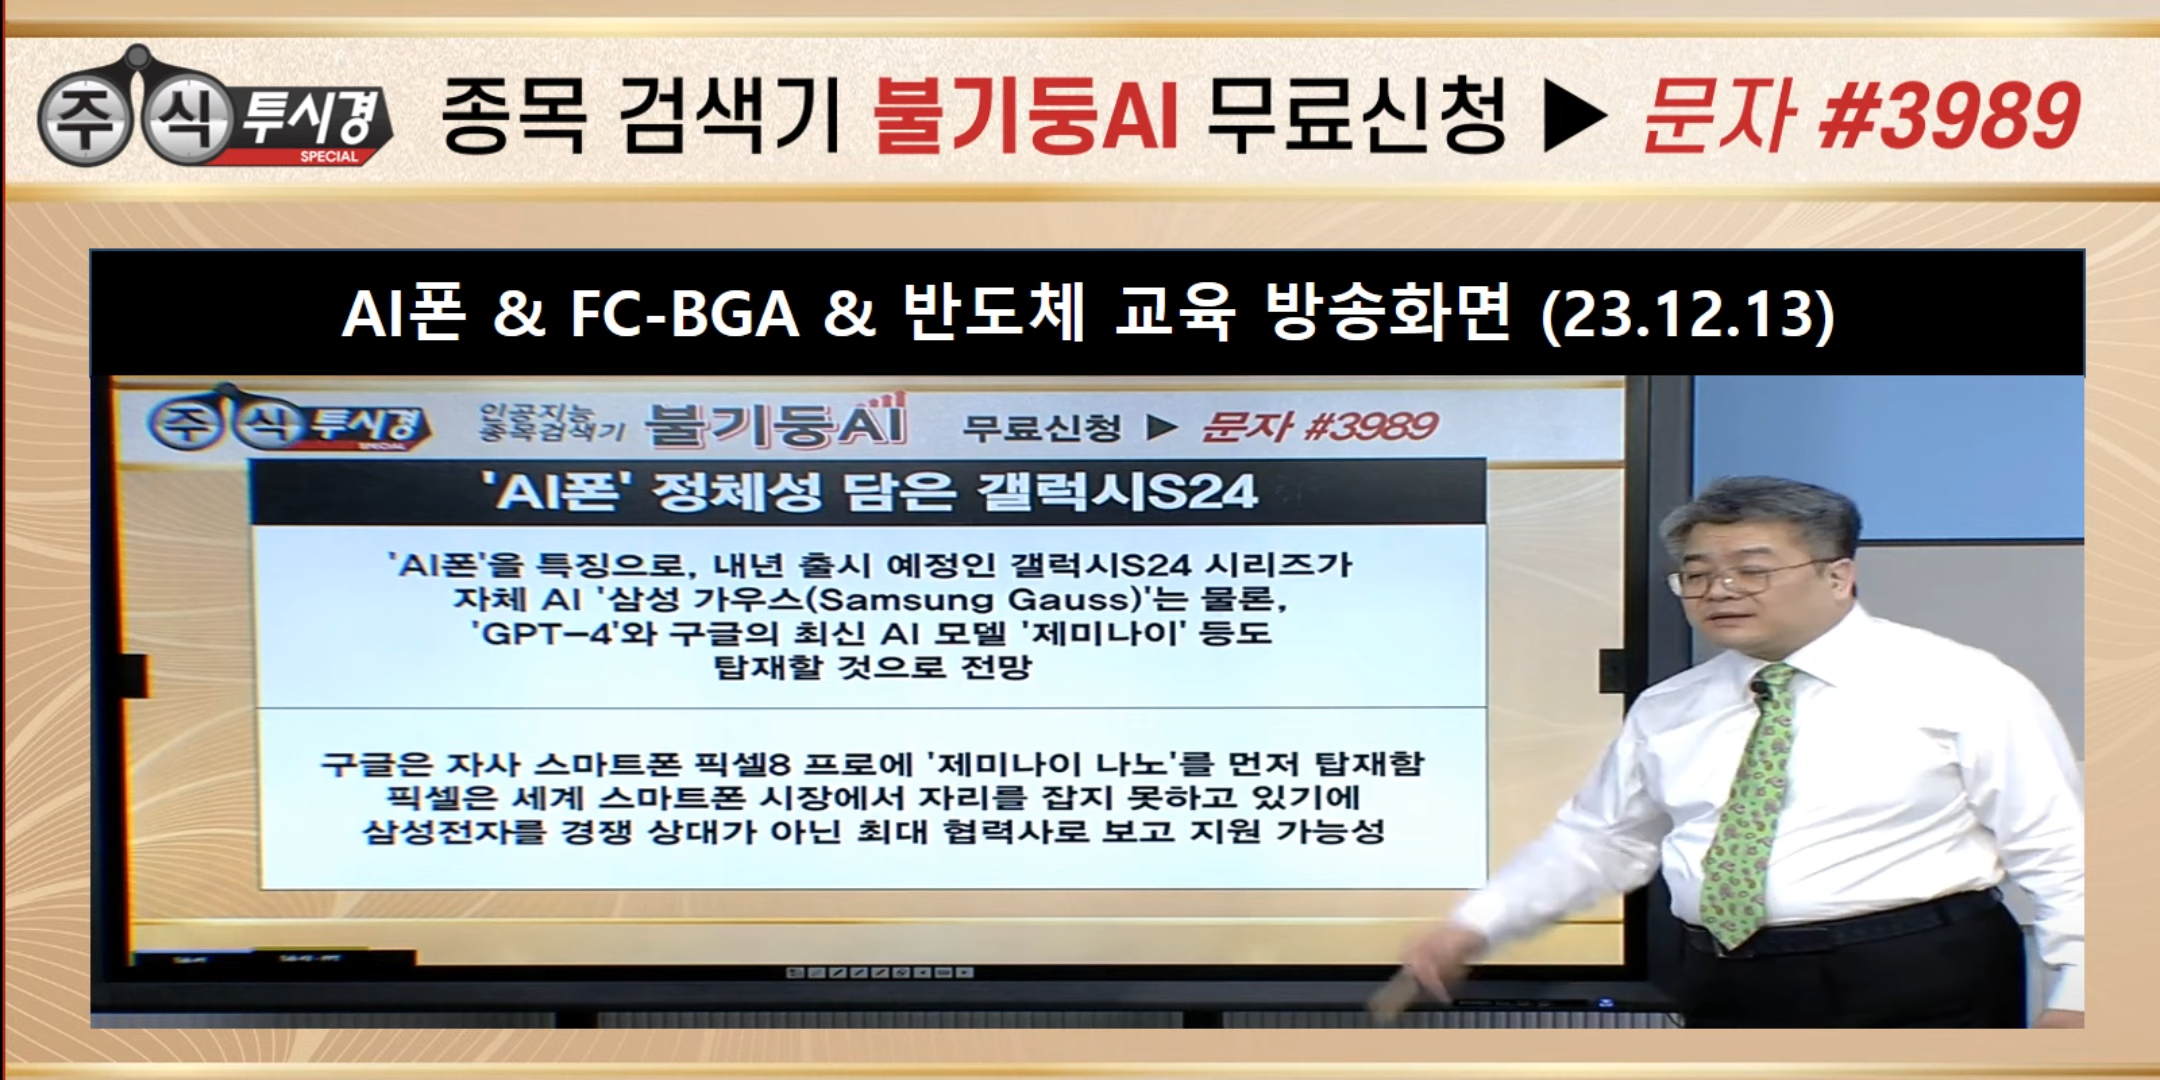 주식투시경
SPECIAL
종목 검색기 불기둥AI 무료신청 ▶ 문자 #3989
AI폰 & FC-BGA & 반도체 교육 방송화면 (23.12.13)
주식투시경
SPECIAL
인공지능
종목검색기 불기둥AI 무료신청 ▶ 문자 #3989
'AI폰' 정체성 담은 갤럭시S24
'AI폰'을 특징으로, 내년 출시 예정인 갤럭시S24 시리즈가
자체 AI '삼성 가우스(Samsung Gauss)'는 물론,
'GPT-4'와 구글의 최신 AI 모델 '제미나이' 등도
탑재할 것으로 전망
구글은 자사 스마트폰 픽셀8 프로에 '제미나이 나노'를 먼저 탑재함
픽셀은 세계 스마트폰 시장에서 자리를 잡지 못하고 있기에
삼성전자를 경쟁 상대가 아닌 최대 협력사로 보고 지원 가능성